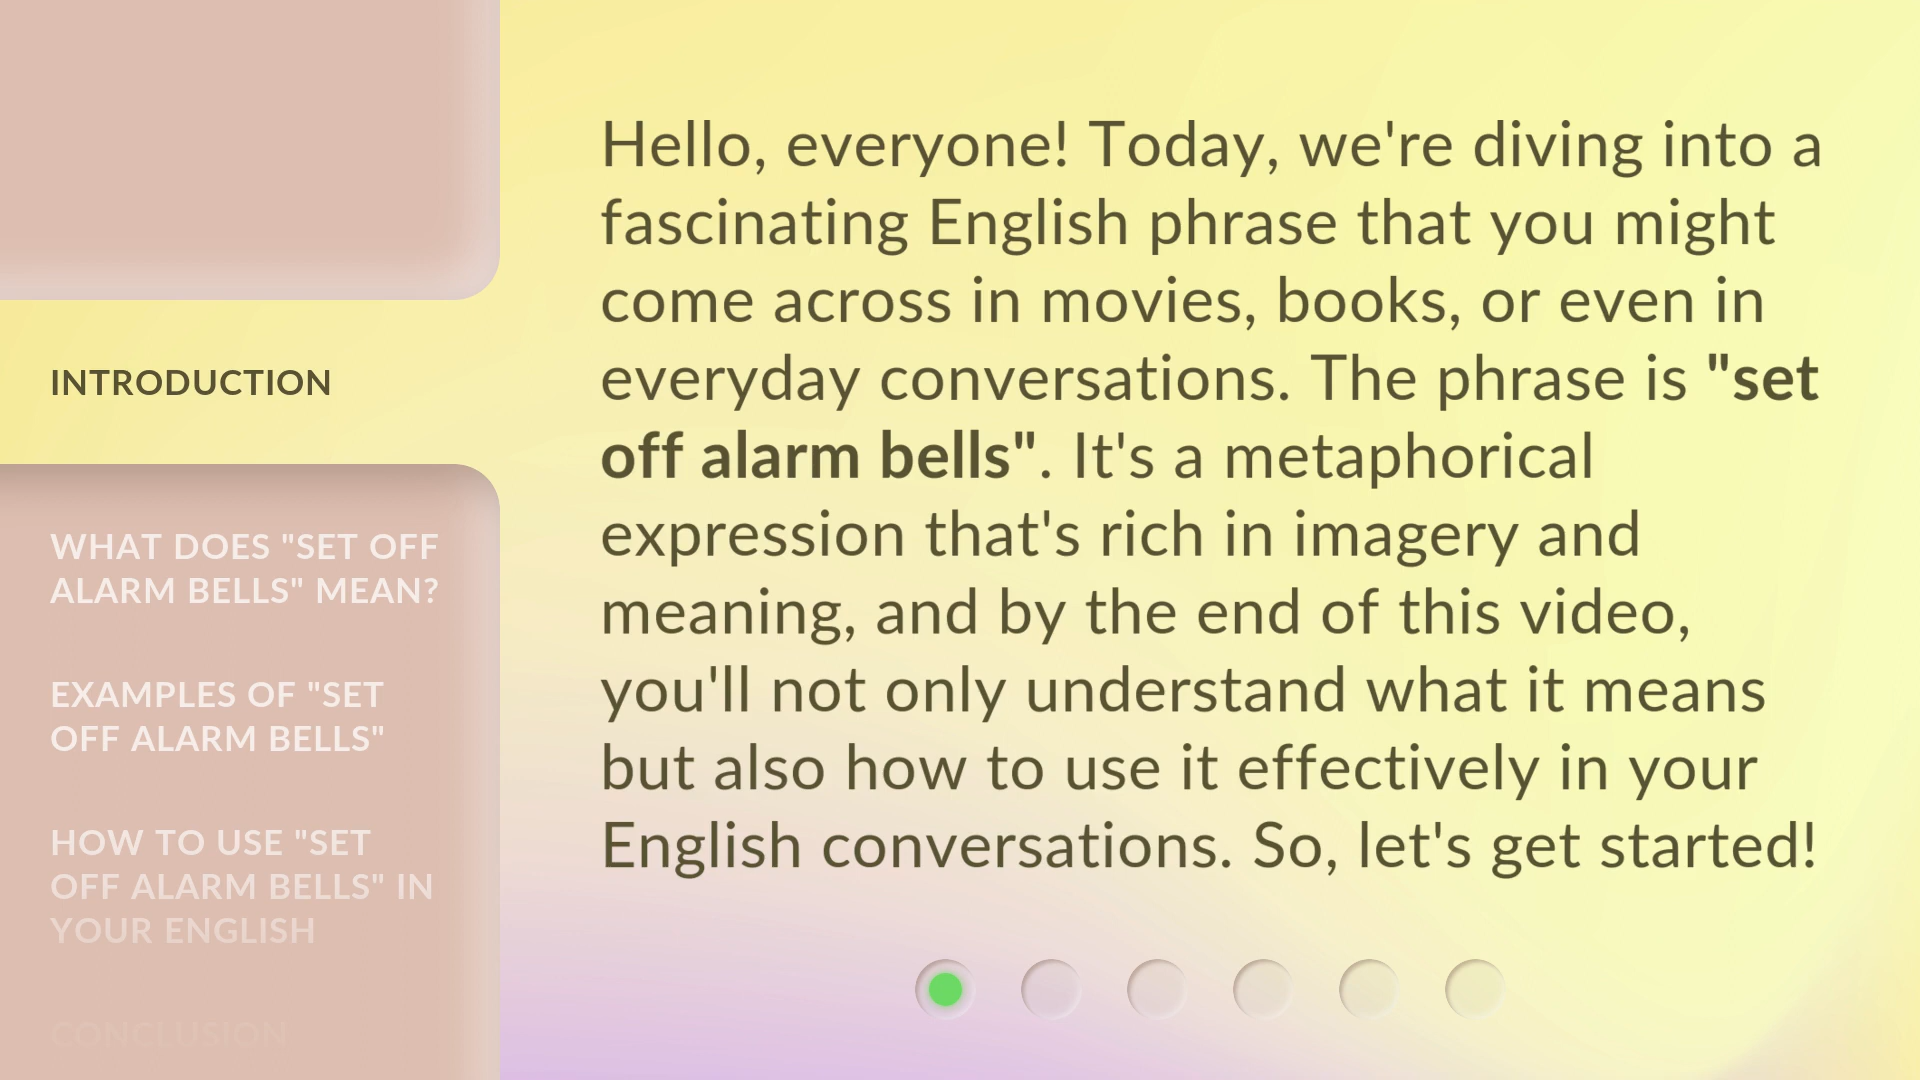 INTRODUCTION
WHAT DOES "SET OFF
ALARM BELLS" MEAN?
EXAMPLES OF "SET
OFF ALARM BELLS"
HOW TO USE "SET
OFF ALARM BELLS" IN
YOUR ENGLISH
CONCLUSION
Hello, everyone! Today, we're diving into a
fascinating English phrase that you might
come across in movies, books, or even in
everyday conversations. The phrase is "set
off alarm bells". It's a metaphorical
expression that's rich in imagery and
meaning, and by the end of this video,
you'll not only understand what it means
but also how to use it effectively in your
English conversations. So, let's get started!